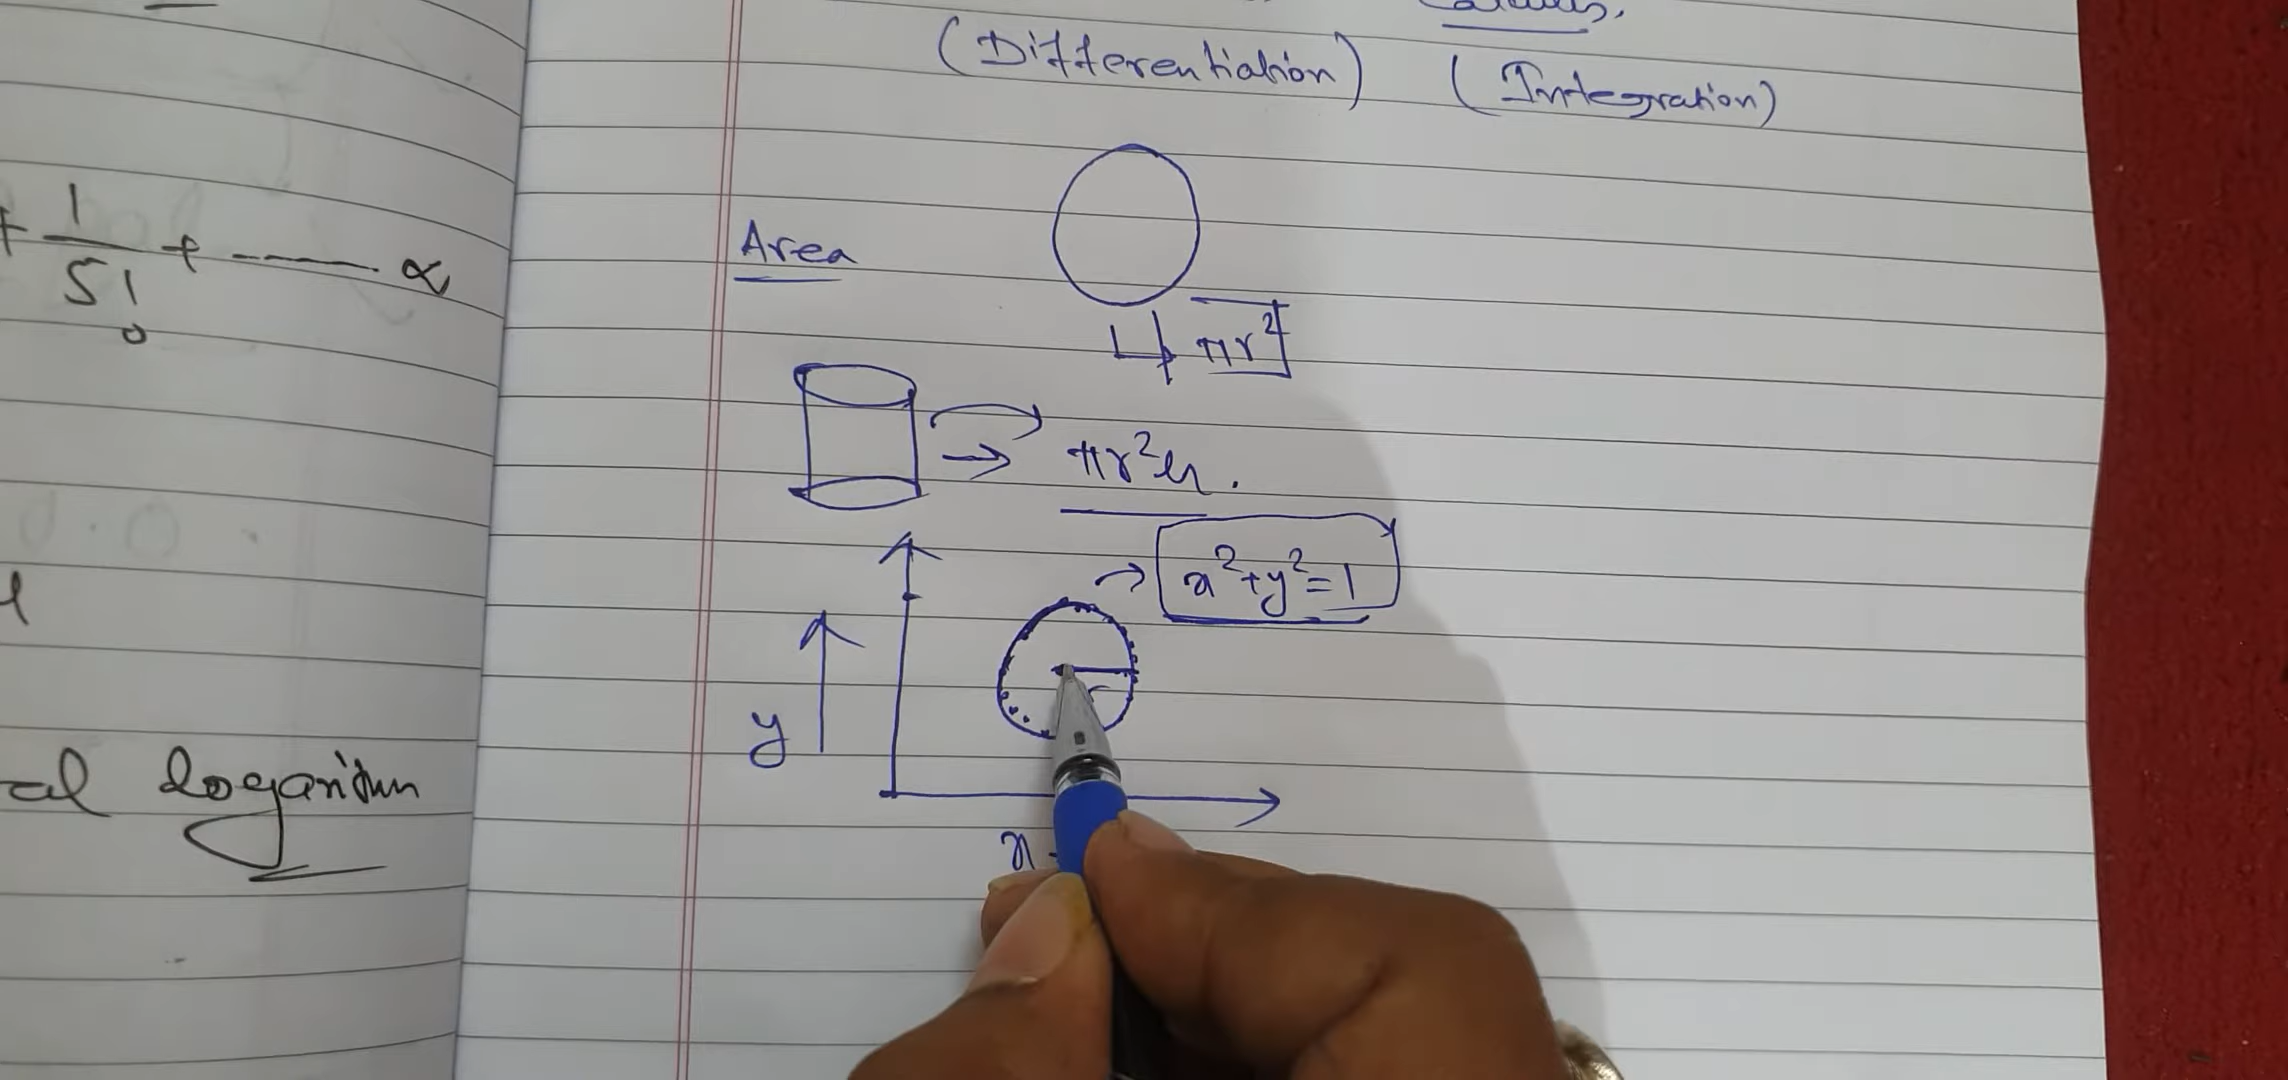 (Differentiation) (Integration)
+ 1/5! + ------ ∝
Area
πr²
πr²h.
x²+y²=1
r
y
x
al logarithm